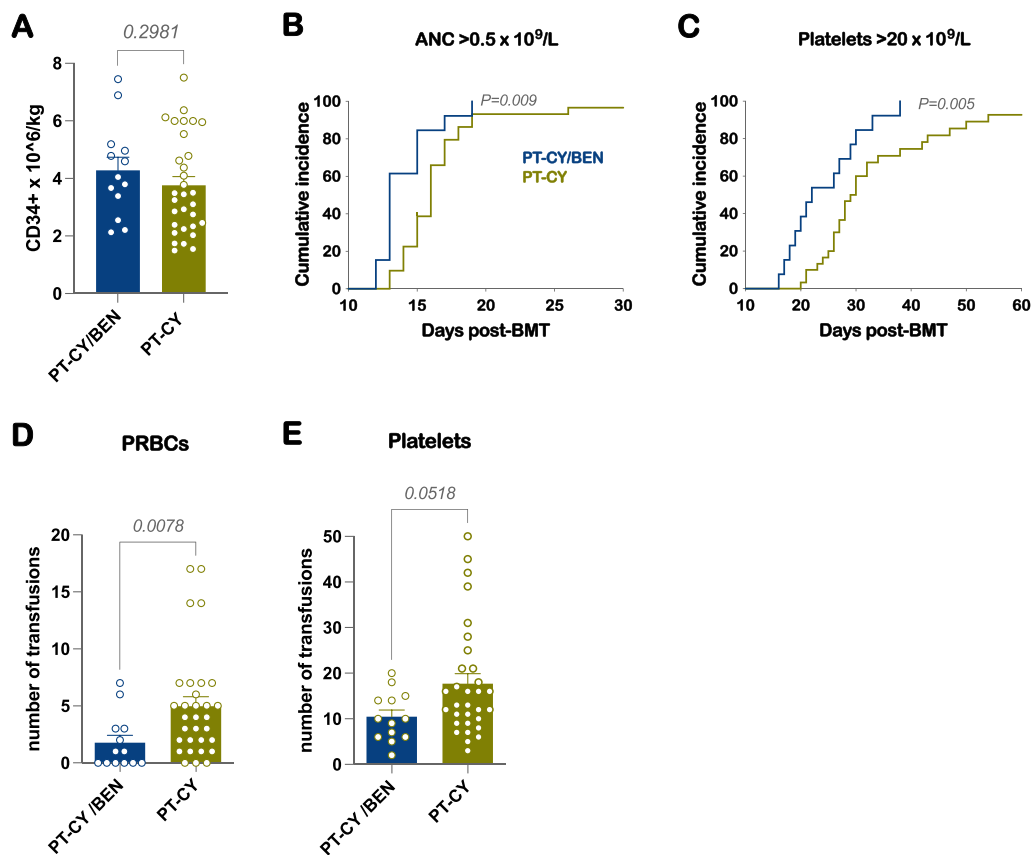 A
0.2981
CD34+ x 10^6/kg
8
6
4
2
0
PT-CY/BEN
PT-CY
B
ANC >0.5 x 10⁹/L
P=0.009
Cumulative incidence
100
80
60
40
20
0
PT-CY/BEN
PT-CY
10
15
20
25
30
Days post-BMT
C
Platelets >20 x 10⁹/L
P=0.005
Cumulative incidence
100
80
60
40
20
0
10
20
30
40
50
60
Days post-BMT
D
PRBCs
0.0078
number of transfusions
20
15
10
5
0
PT-CY /BEN
PT-CY
E
Platelets
0.0518
number of transfusions
50
40
30
20
10
0
PT-CY /BEN
PT-CY